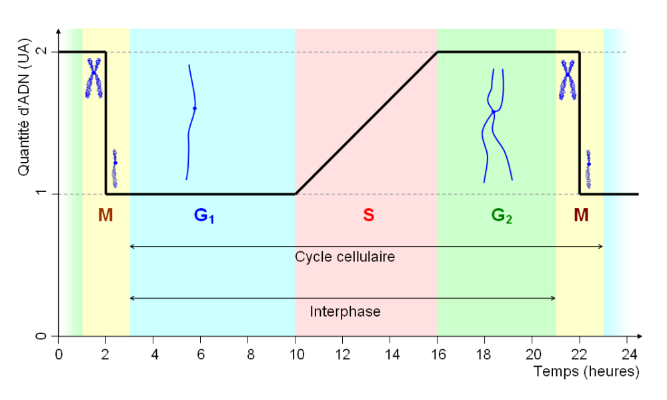 Quantité d'ADN (UA)
2
1
0
M
G₁
S
G₂
M
Cycle cellulaire
Interphase
0 2 4 6 8 10 12 14 16 18 20 22 24
Temps (heures)